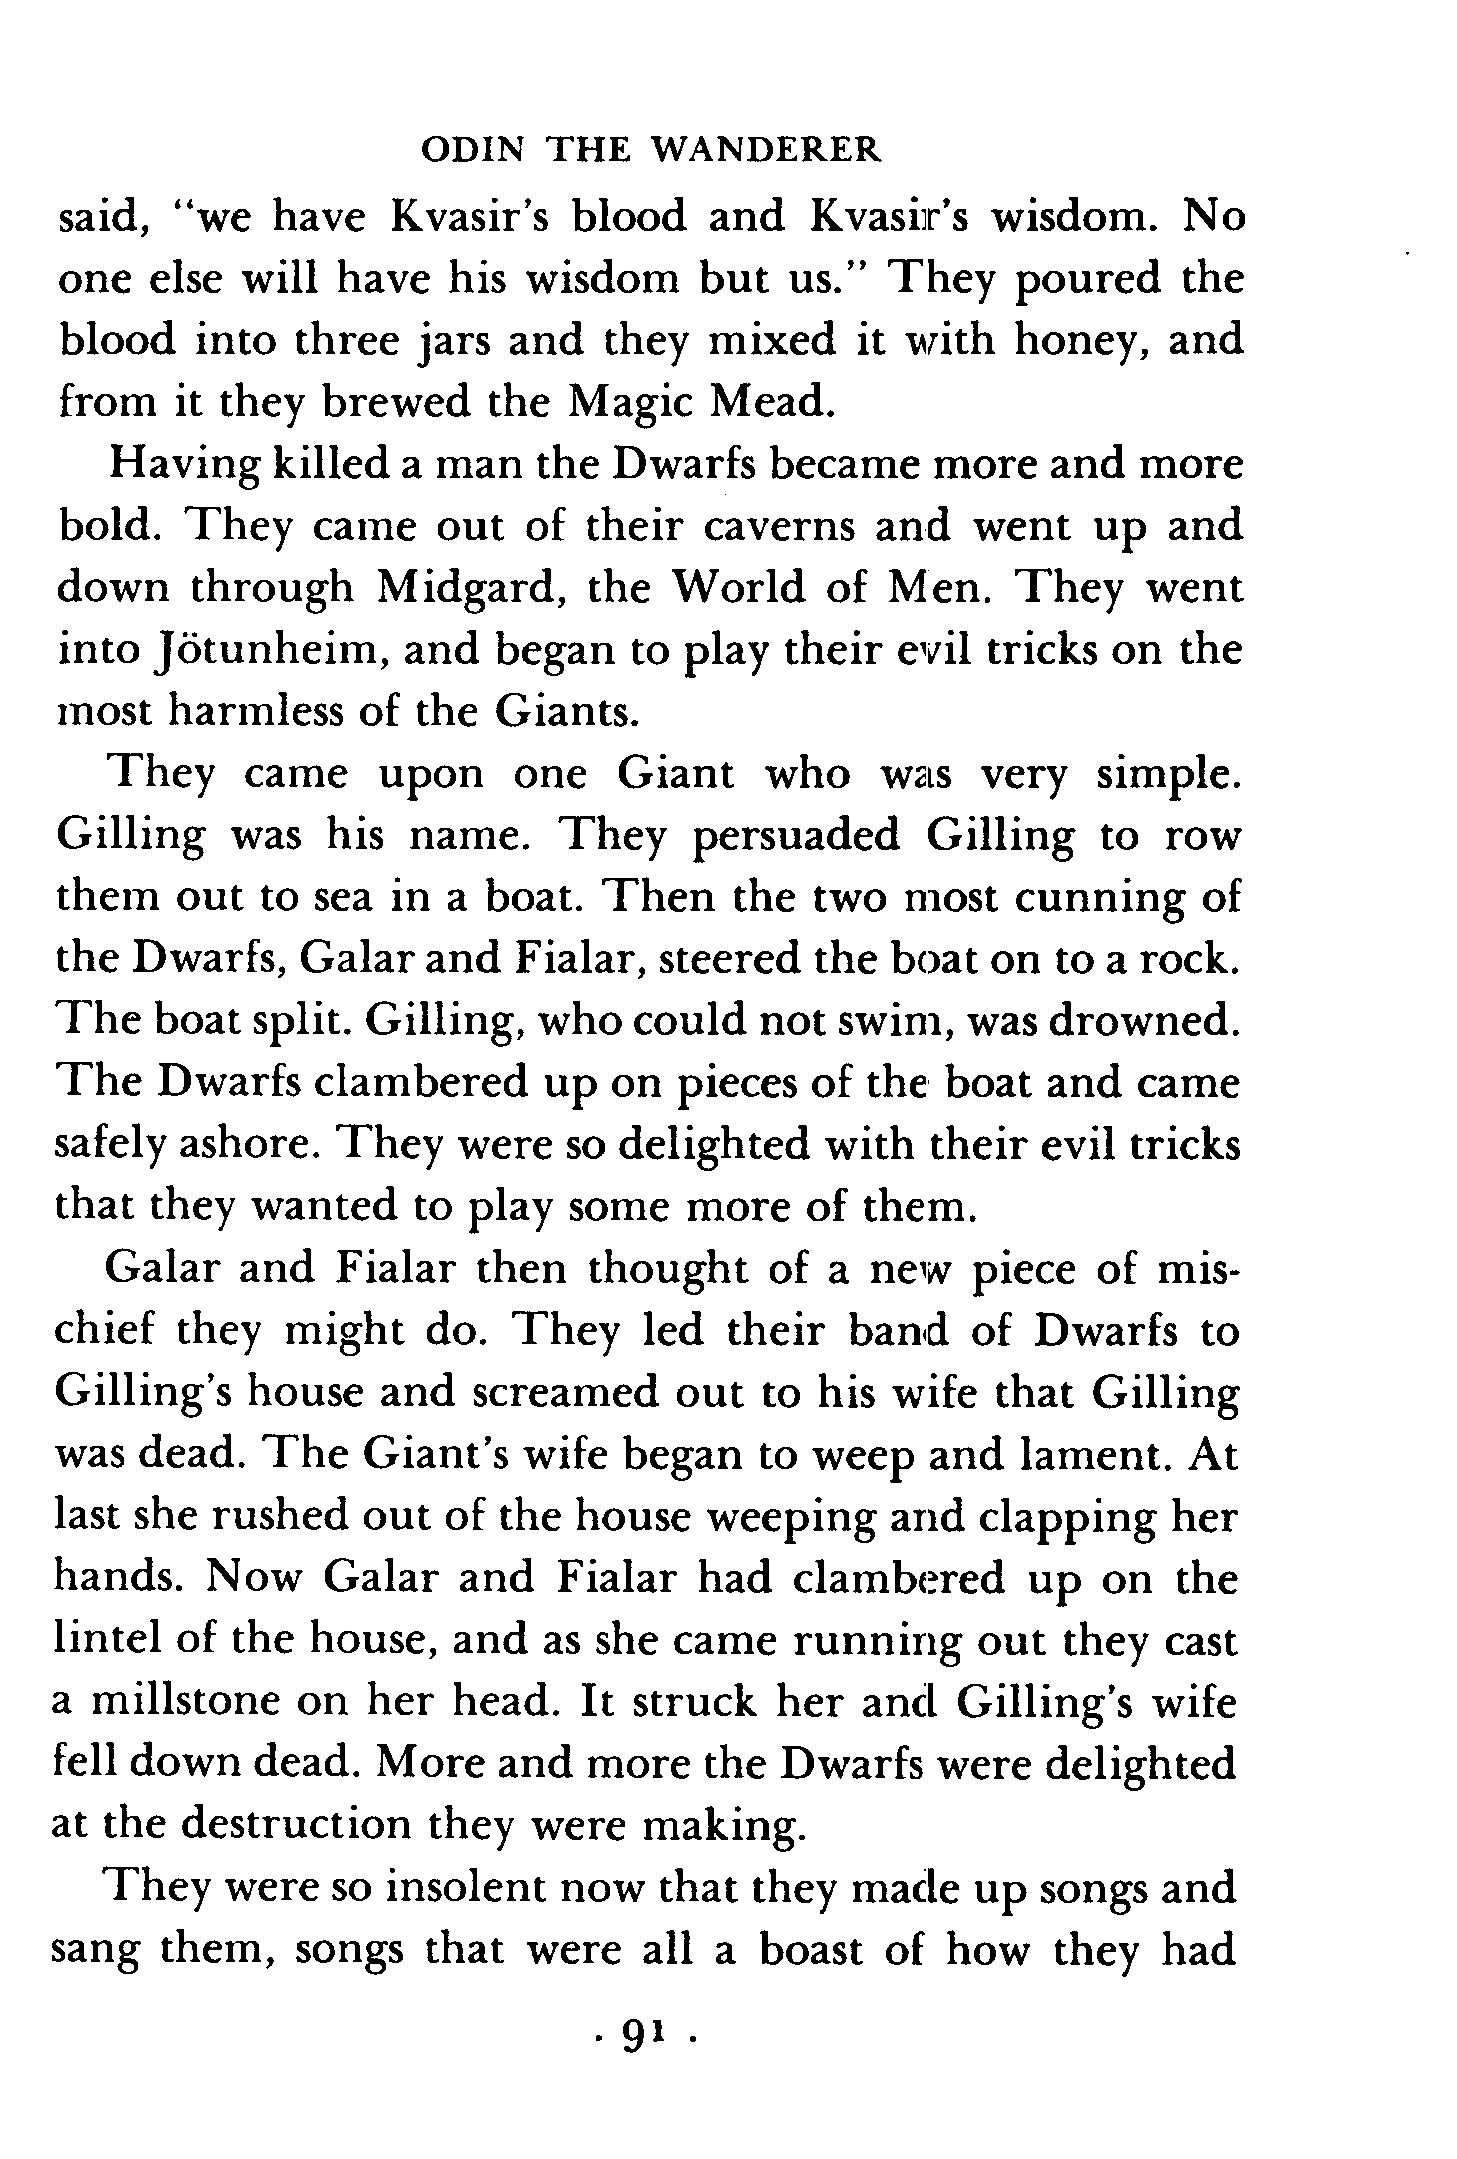 ODIN THE WANDERER
said, "we have Kvasir's blood and Kvasir's wisdom. No
one else will have his wisdom but us." They poured the
blood into three jars and they mixed it with honey, and
from it they brewed the Magic Mead.
Having killed a man the Dwarfs became more and more
bold. They came out of their caverns and went up and
down through Midgard, the World of Men. They went
into Jötunheim, and began to play their evil tricks on the
most harmless of the Giants.
They came upon one Giant who was very simple.
Gilling was his name. They persuaded Gilling to row
them out to sea in a boat. Then the two most cunning of
the Dwarfs, Galar and Fialar, steered the boat on to a rock.
The boat split. Gilling, who could not swim, was drowned.
The Dwarfs clambered up on pieces of the boat and came
safely ashore. They were so delighted with their evil tricks
that they wanted to play some more of them.
Galar and Fialar then thought of a new piece of mis-
chief they might do. They led their band of Dwarfs to
Gilling's house and screamed out to his wife that Gilling
was dead. The Giant's wife began to weep and lament. At
last she rushed out of the house weeping and clapping her
hands. Now Galar and Fialar had clambered up on the
lintel of the house, and as she came running out they cast
a millstone on her head. It struck her and Gilling's wife
fell down dead. More and more the Dwarfs were delighted
at the destruction they were making.
They were so insolent now that they made up songs and
sang them, songs that were all a boast of how they had
· 91 ·